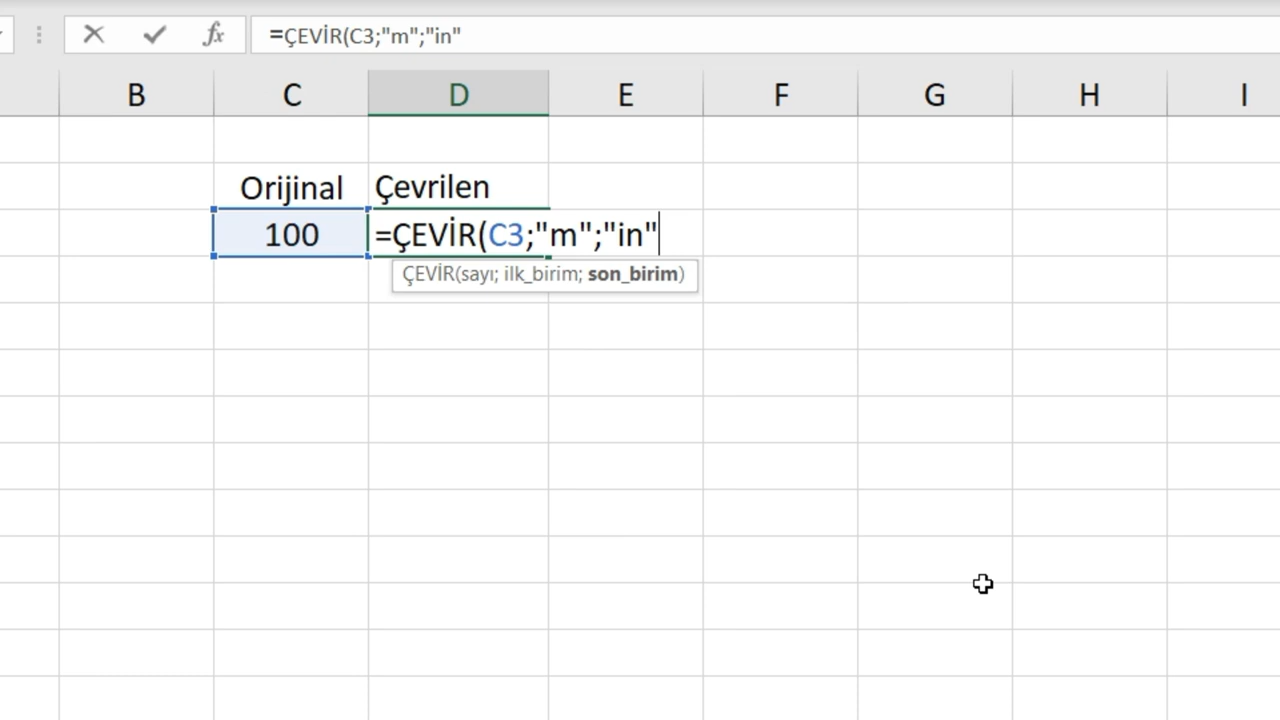 =ÇEVİR(C3;"m";"in"
B C D E F G H I
Orijinal Çevrilen
100 =ÇEVİR(C3;"m";"in"
ÇEVİR(sayı; ilk_birim; son_birim)